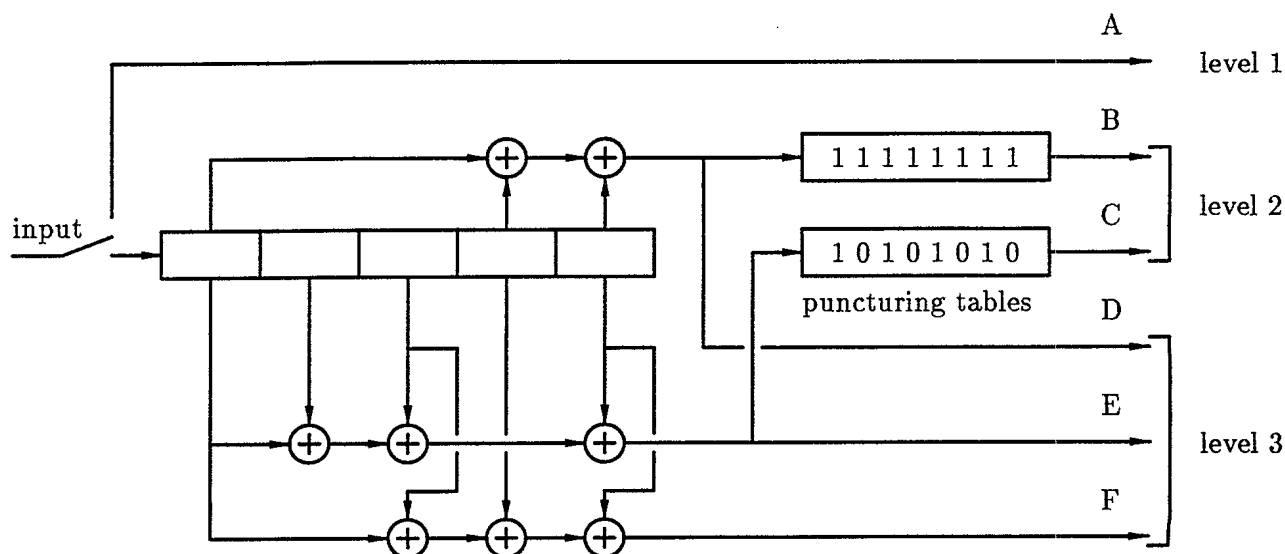 A
level 1
B
1 1 1 1 1 1 1 1
level 2
input
C
1 0 1 0 1 0 1 0
puncturing tables
D
E
level 3
F